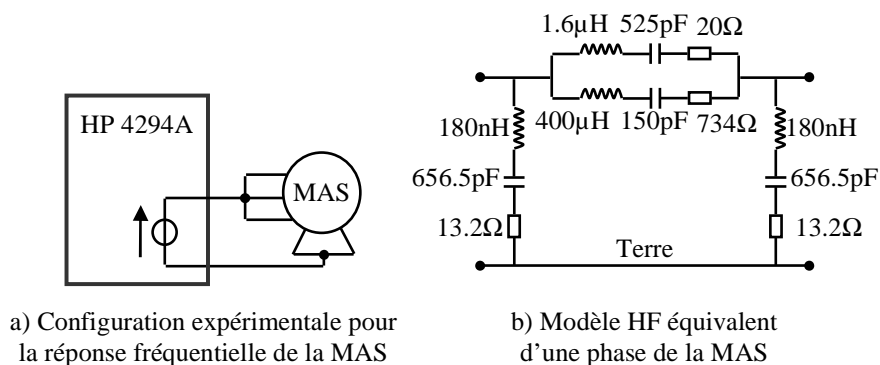 HP 4294A
MAS
1.6µH 525pF 20Ω
400µH 150pF 734Ω
180nH
656.5pF
13.2Ω
180nH
656.5pF
13.2Ω
Terre
a) Configuration expérimentale pour
la réponse fréquentielle de la MAS
b) Modèle HF équivalent
d’une phase de la MAS